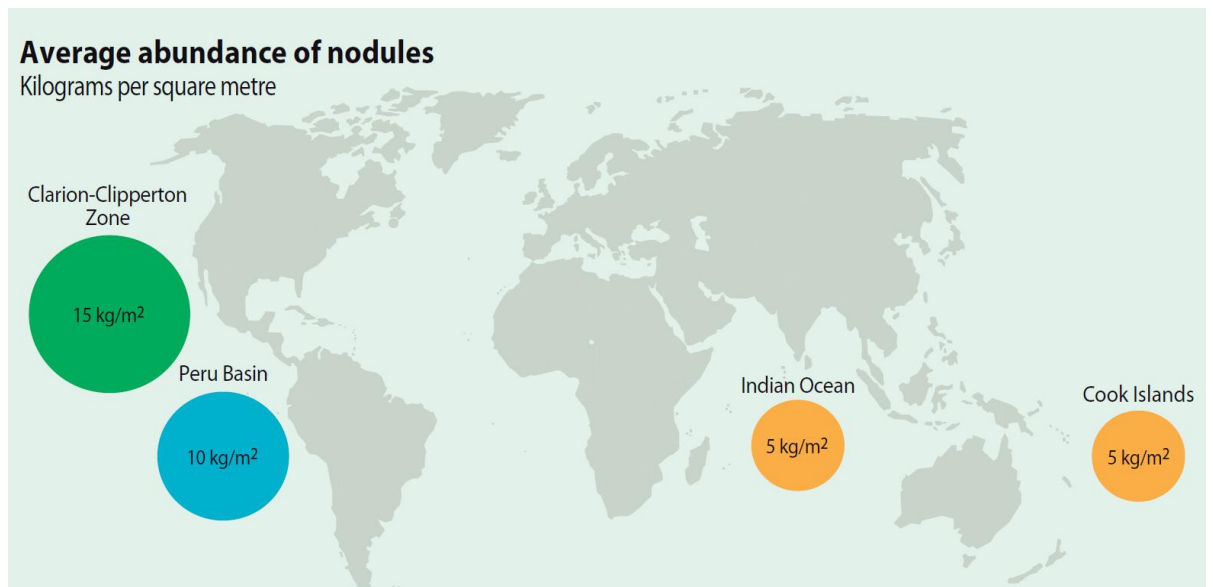 Average abundance of nodules
Kilograms per square metre
Clarion-Clipperton
Zone
15 kg/m²
Peru Basin
10 kg/m²
Indian Ocean
5 kg/m²
Cook Islands
5 kg/m²